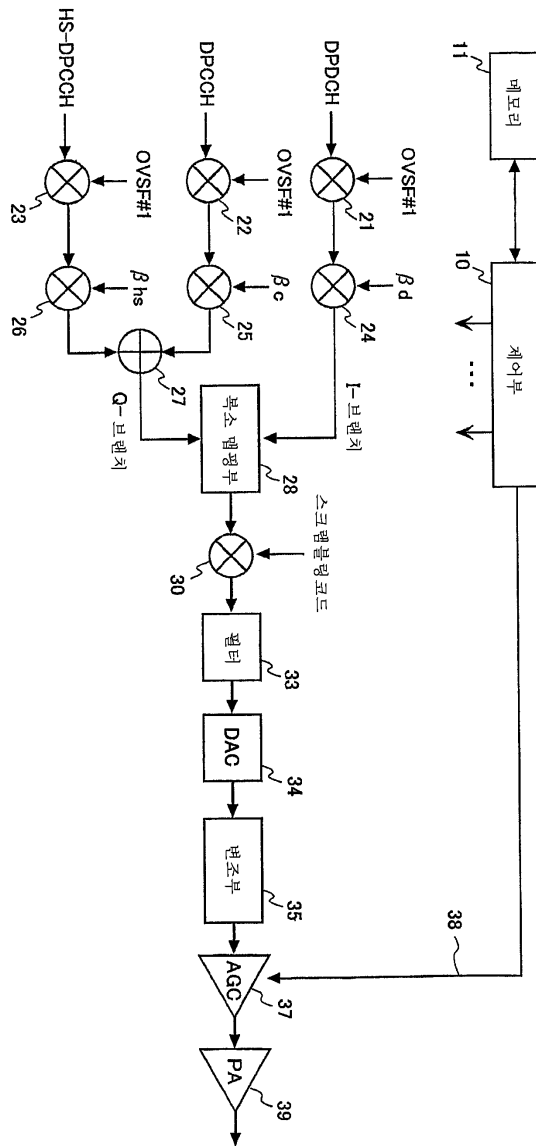 메모리
11
제어부
10
...
38
DPDCH
OVSF#1
21
βd
24
I-브랜치
DPCCH
OVSF#1
22
βc
25
HS-DPCCH
OVSF#1
23
βhs
26
27
Q-브랜치
복소 맵핑부
28
스크램블링코드
30
필터
33
DAC
34
변조부
35
AGC
37
PA
39